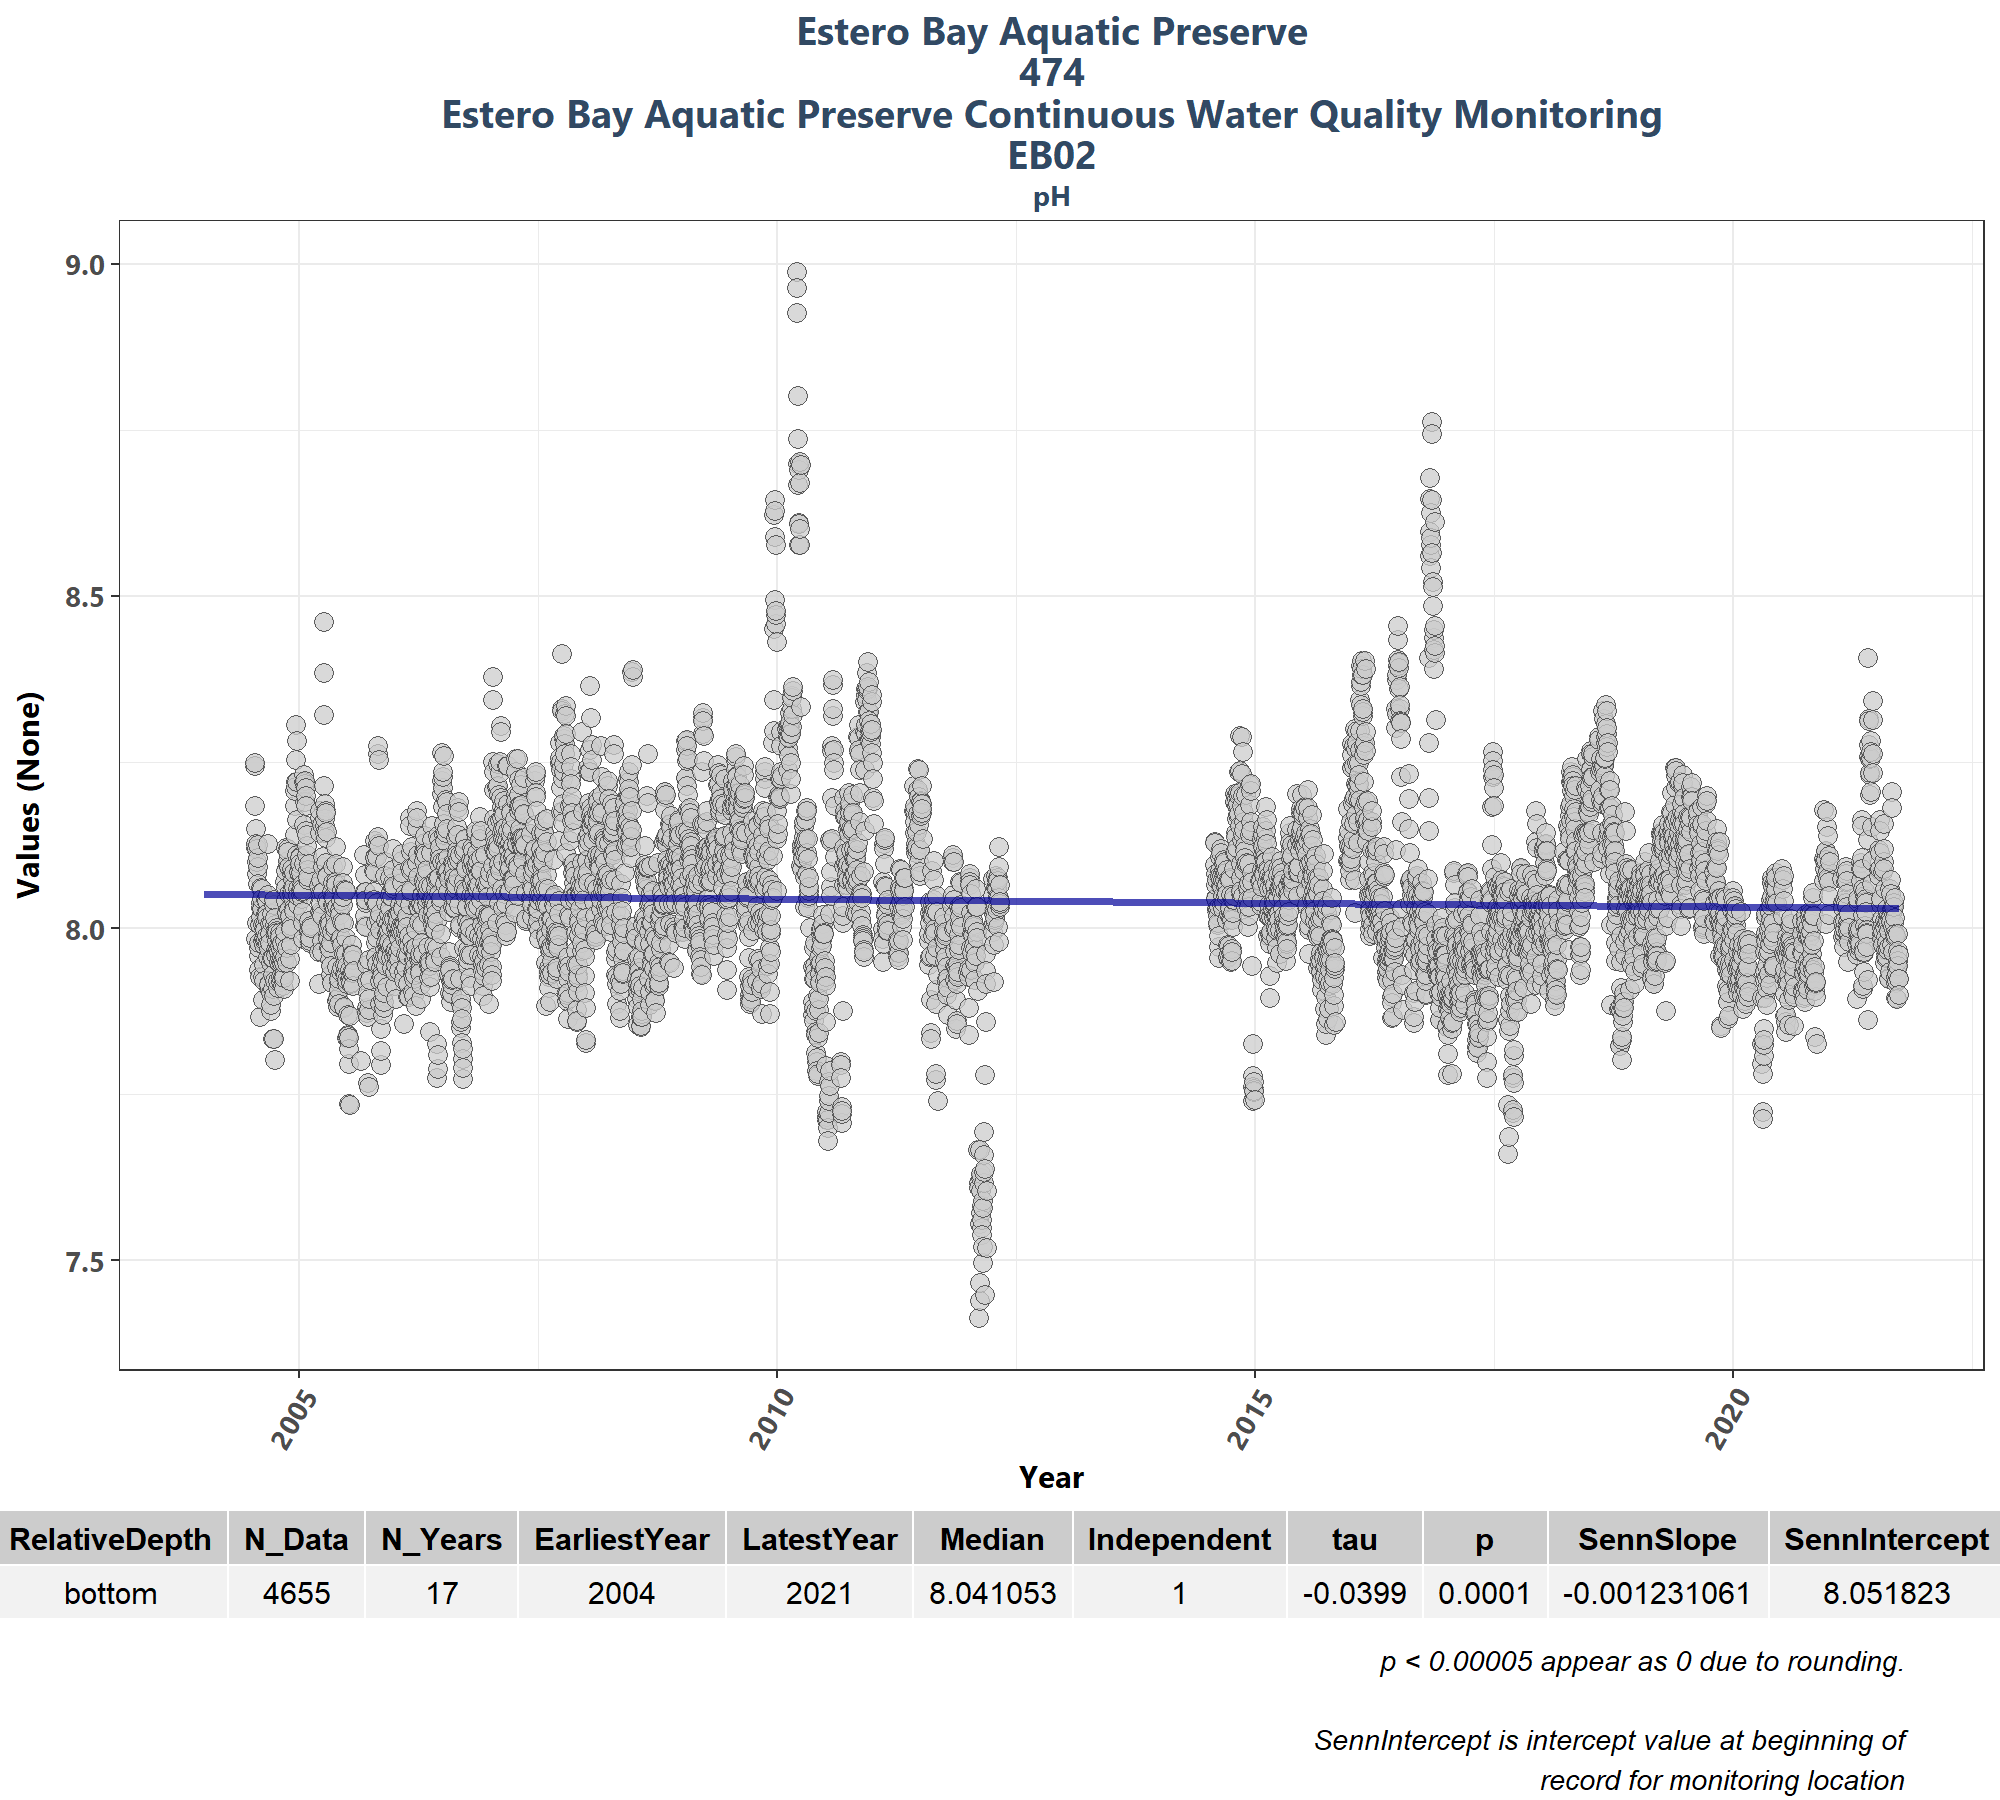 Estero Bay Aquatic Preserve
474
Estero Bay Aquatic Preserve Continuous Water Quality Monitoring
EB02
pH
Values (None)
9.0
8.5
8.0
7.5
2005 2010 2015 2020
Year
RelativeDepth N_Data N_Years EarliestYear LatestYear Median Independent tau p SennSlope SennIntercept
bottom 4655 17 2004 2021 8.041053 1 -0.0399 0.0001 -0.001231061 8.051823
p < 0.00005 appear as 0 due to rounding.
SennIntercept is intercept value at beginning of
record for monitoring location